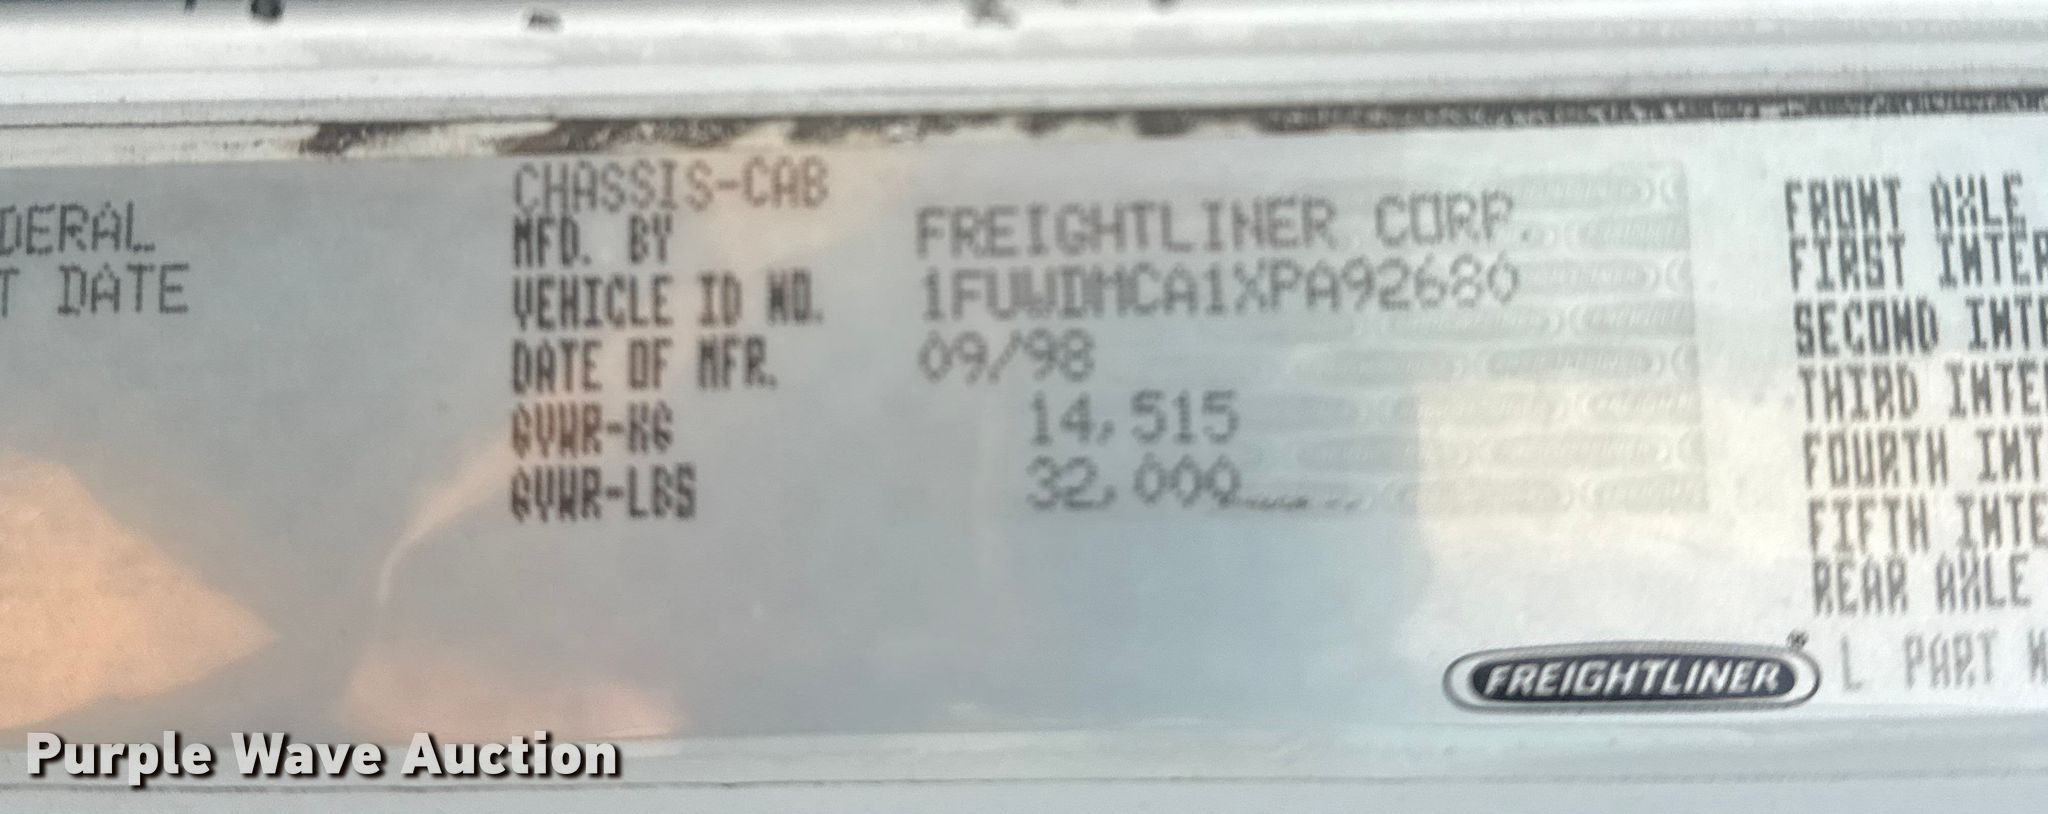 DERAL
T DATE
CHASSIS-CAB
MFD. BY FREIGHTLINER CORP.
VEHICLE ID NO. 1FUWDMCA1XPA92680
DATE OF MFR. 09/98
GVWR-KG 14,515
GVWR-LBS 32,000
FRONT AXLE
FIRST INTER
SECOND INTE
THIRD INTE
FOURTH INT
FIFTH INTE
REAR AXLE
FREIGHTLINER® L PART N
Purple Wave Auction